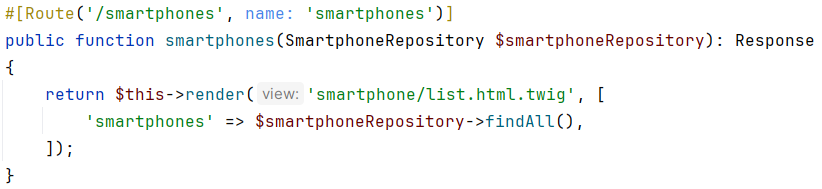 #[Route('/smartphones', name: 'smartphones')]
public function smartphones(SmartphoneRepository $smartphoneRepository): Response
{
    return $this->render( view: 'smartphone/list.html.twig', [
        'smartphones' => $smartphoneRepository->findAll(),
    ]);
}